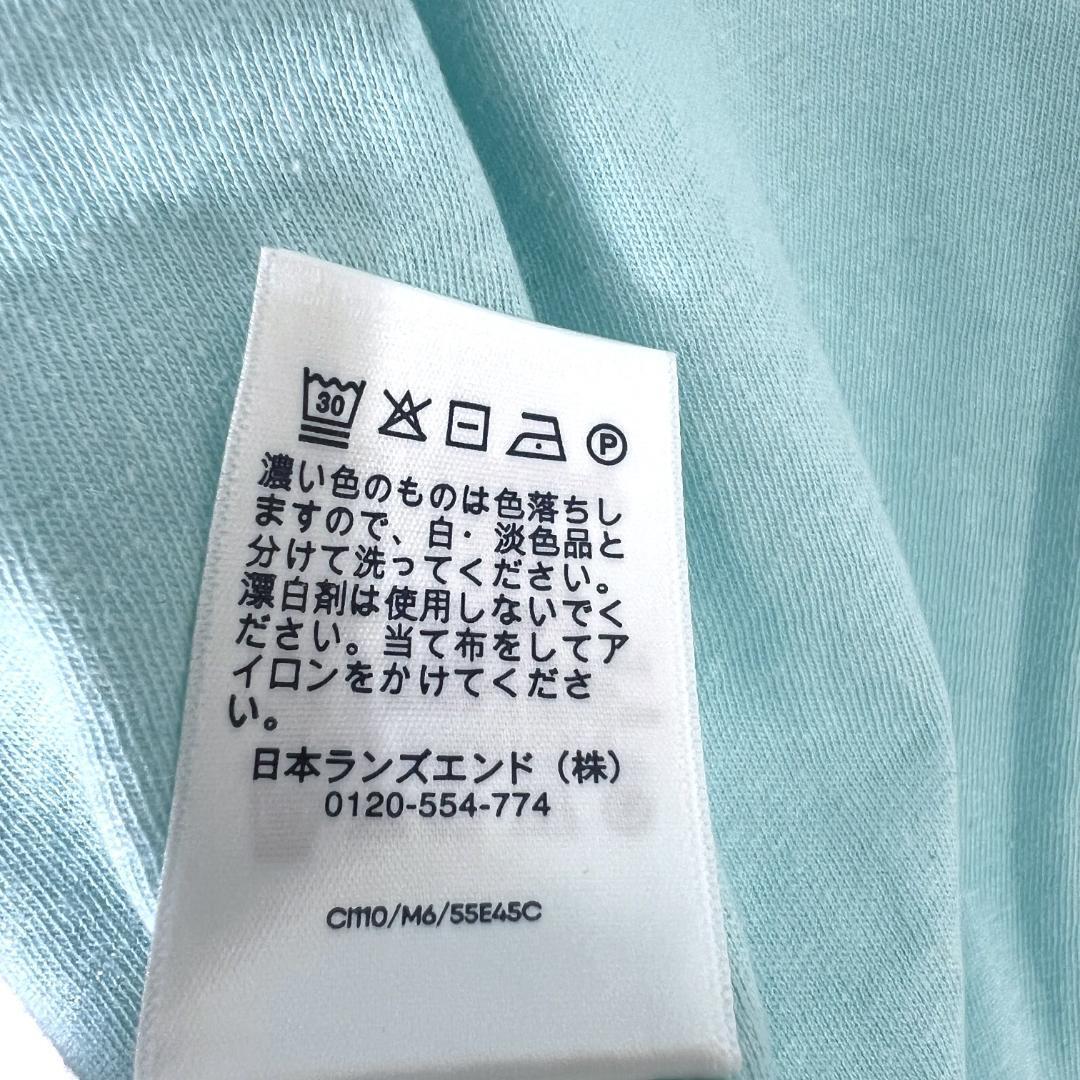 30
P
濃い色のものは色落ちし
ますので、白・淡色品と
分けて洗ってください。
漂白剤は使用しないでく
ださい。当て布をしてア
イロンをかけてくださ
い。
日本ランズエンド（株）
0120-554-774
CM10/M6/55E45C